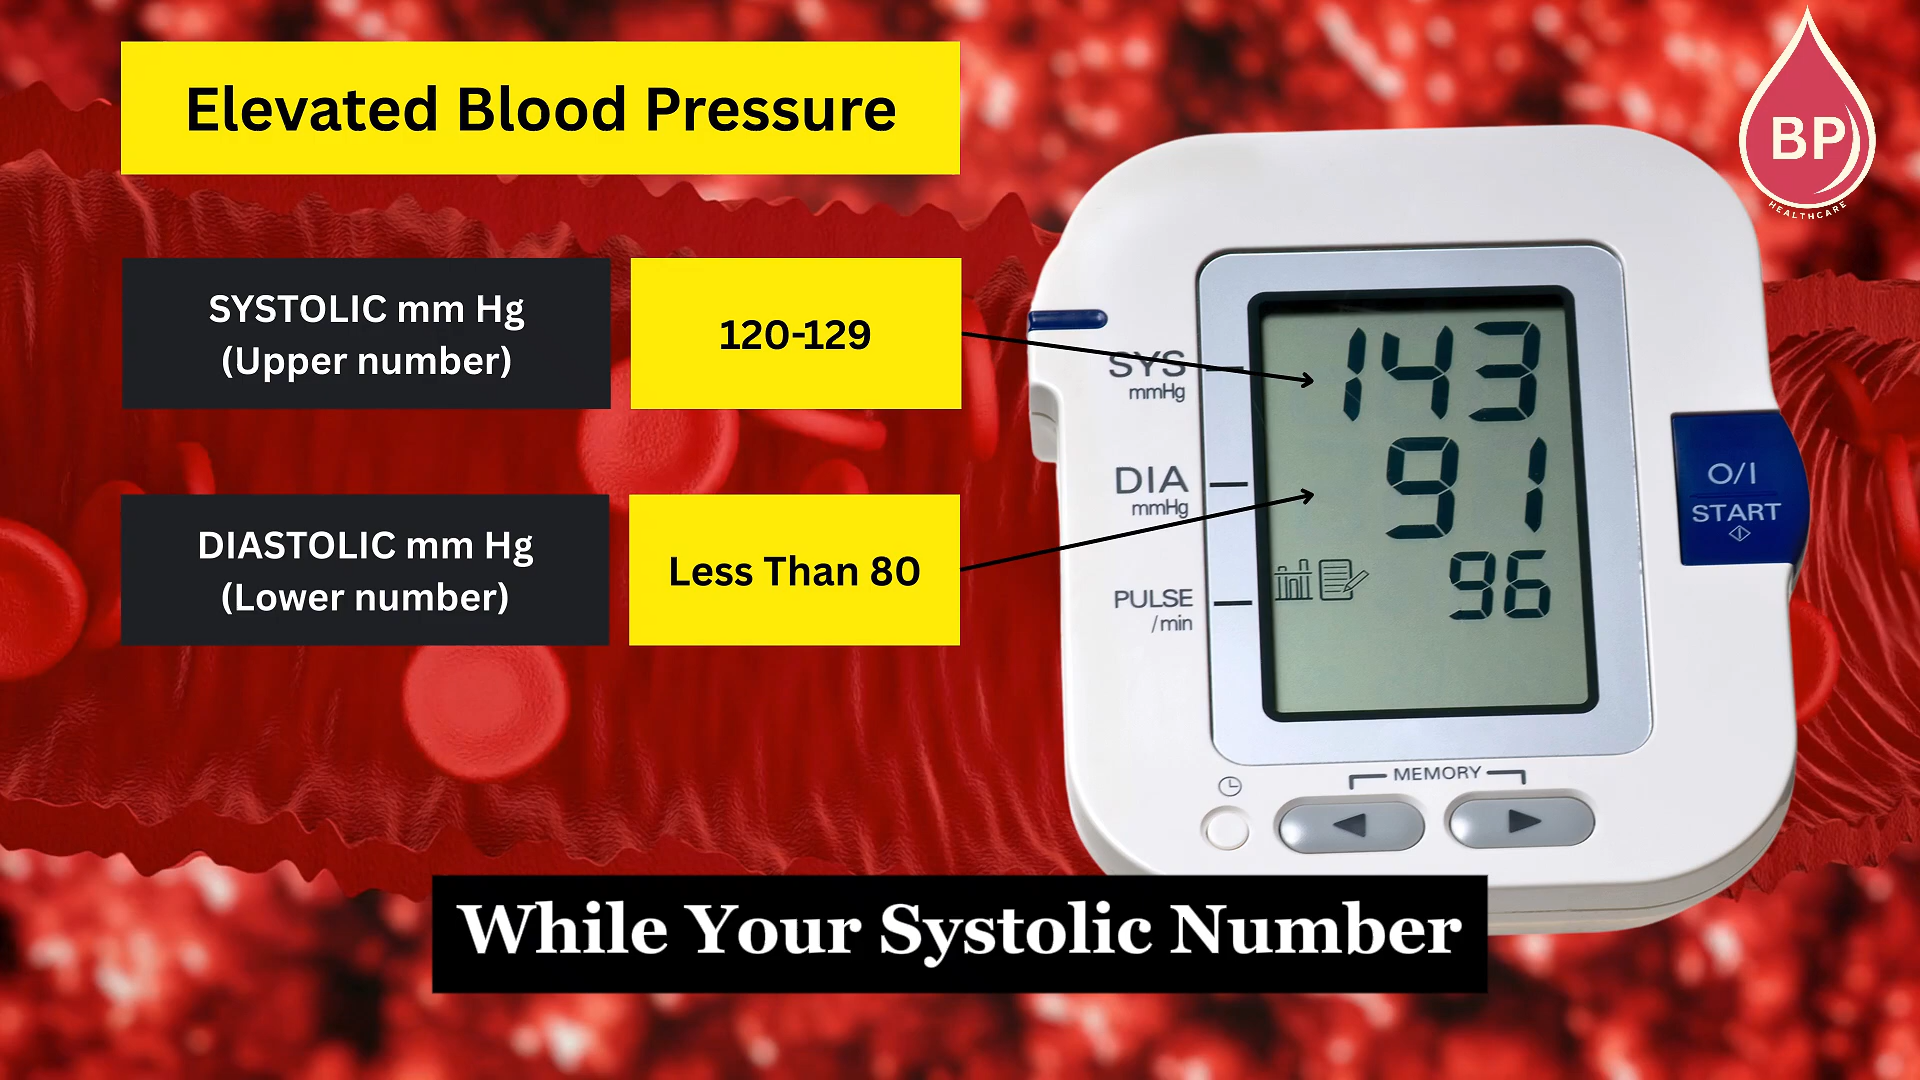 Elevated Blood Pressure
SYSTOLIC mm Hg
(Upper number)
120-129
DIASTOLIC mm Hg
(Lower number)
Less Than 80
SYS
mmHg
143
DIA
mmHg
91
PULSE
/min
96
O/I
START
MEMORY
BP
HEALTHCARE
While Your Systolic Number